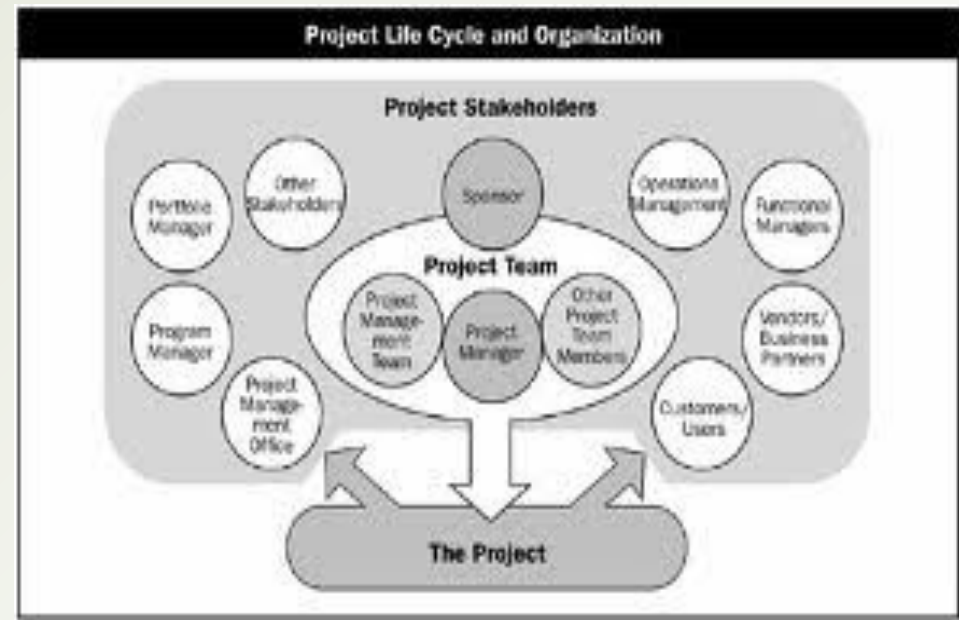 Project Life Cycle and Organization
Project Stakeholders
Portfolio
Manager
Other
Stakeholders
Sponsor
Operations
Management
Functional
Managers
Project Team
Project
Manage-
ment
Team
Project
Manager
Other
Project
Team
Members
Program
Manager
Vendors/
Business
Partners
Project
Manage-
ment
Office
Customers/
Users
The Project